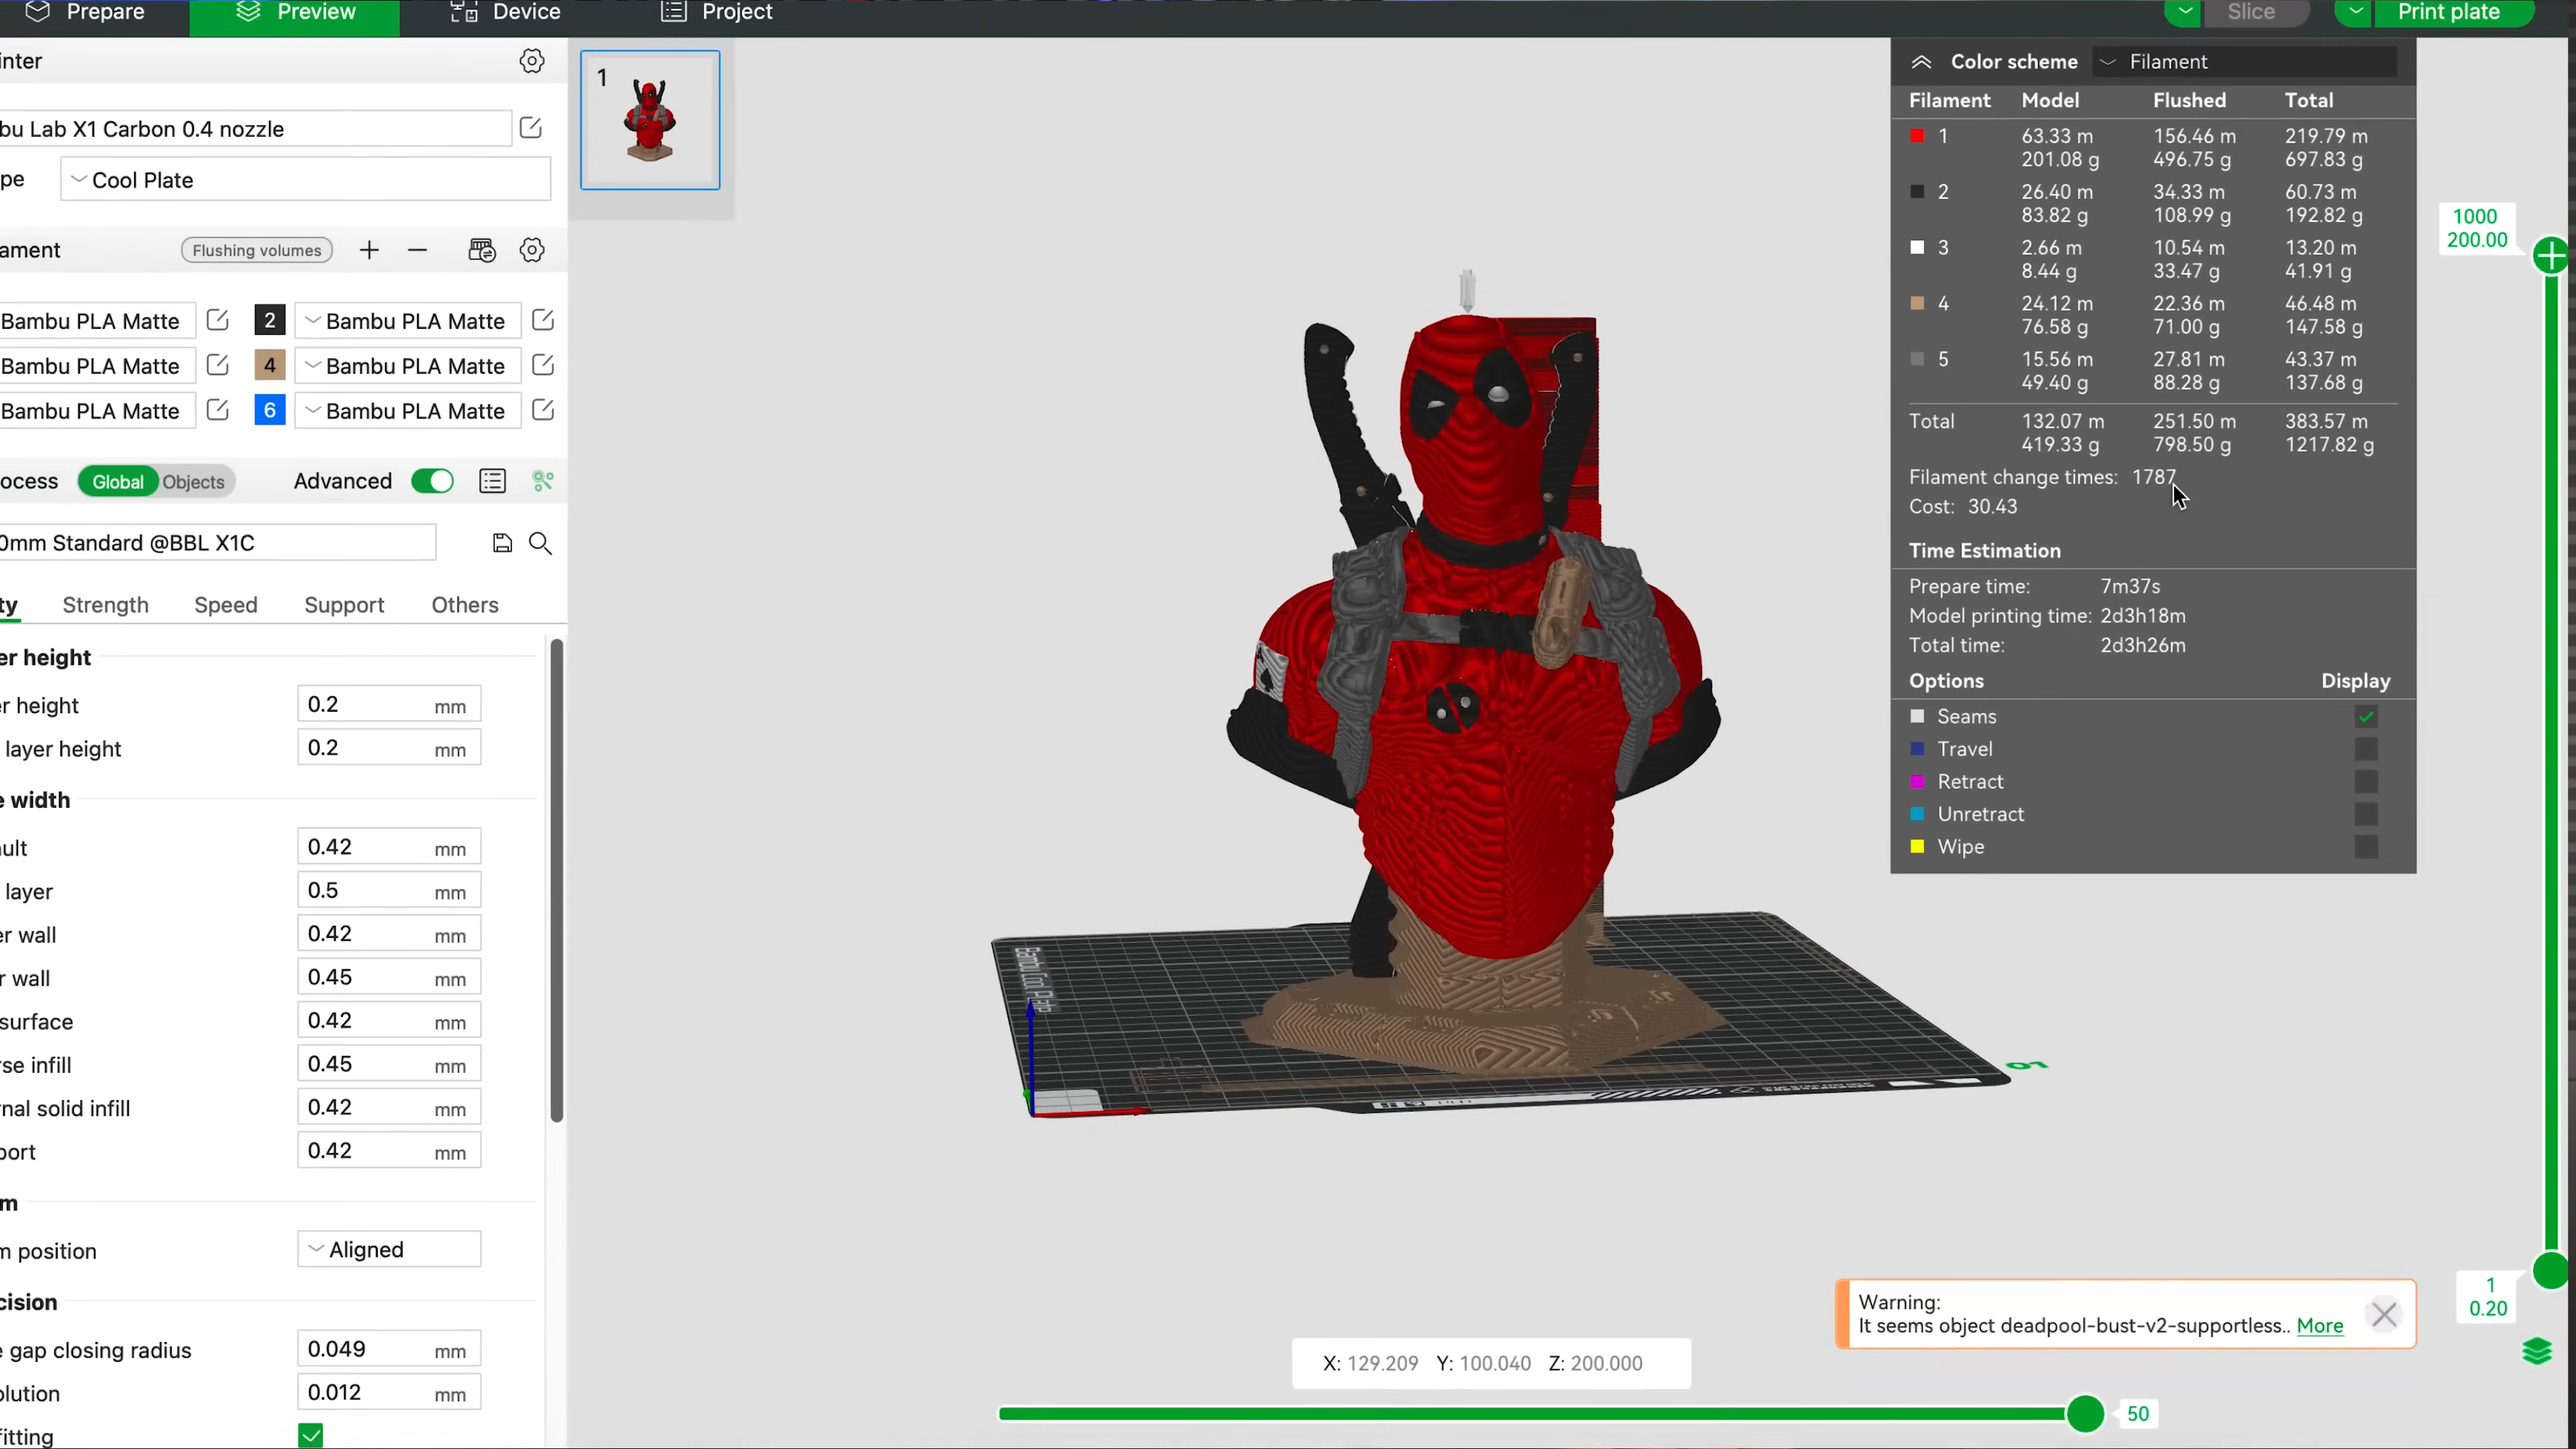 Prepare
Preview
Device
Project
Slice
Print plate
inter
bu Lab X1 Carbon 0.4 nozzle
pe
Cool Plate
ament
Flushing volumes
Bambu PLA Matte
2
Bambu PLA Matte
Bambu PLA Matte
4
Bambu PLA Matte
Bambu PLA Matte
6
Bambu PLA Matte
ocess
Global
Objects
Advanced
0mm Standard @BBL X1C
ty
Strength
Speed
Support
Others
er height
r height
0.2 mm
layer height
0.2 mm
e width
ault
0.42 mm
layer
0.5 mm
er wall
0.42 mm
r wall
0.45 mm
surface
0.42 mm
rse infill
0.45 mm
rnal solid infill
0.42 mm
port
0.42 mm
m
m position
Aligned
cision
e gap closing radius
0.049 mm
olution
0.012 mm
fitting
1
Color scheme
Filament
Filament Model Flushed Total
1 63.33 m 156.46 m 219.79 m
201.08 g 496.75 g 697.83 g
2 26.40 m 34.33 m 60.73 m
83.82 g 108.99 g 192.82 g
3 2.66 m 10.54 m 13.20 m
8.44 g 33.47 g 41.91 g
4 24.12 m 22.36 m 46.48 m
76.58 g 71.00 g 147.58 g
5 15.56 m 27.81 m 43.37 m
49.40 g 88.28 g 137.68 g
Total 132.07 m 251.50 m 383.57 m
419.33 g 798.50 g 1217.82 g
Filament change times: 1787
Cost: 30.43
Time Estimation
Prepare time: 7m37s
Model printing time: 2d3h18m
Total time: 2d3h26m
Options Display
Seams
Travel
Retract
Unretract
Wipe
1000
200.00
Bambu Cool Plate
01
Warning:
It seems object deadpool-bust-v2-supportless.. More
1
0.20
X: 129.209 Y: 100.040 Z: 200.000
50